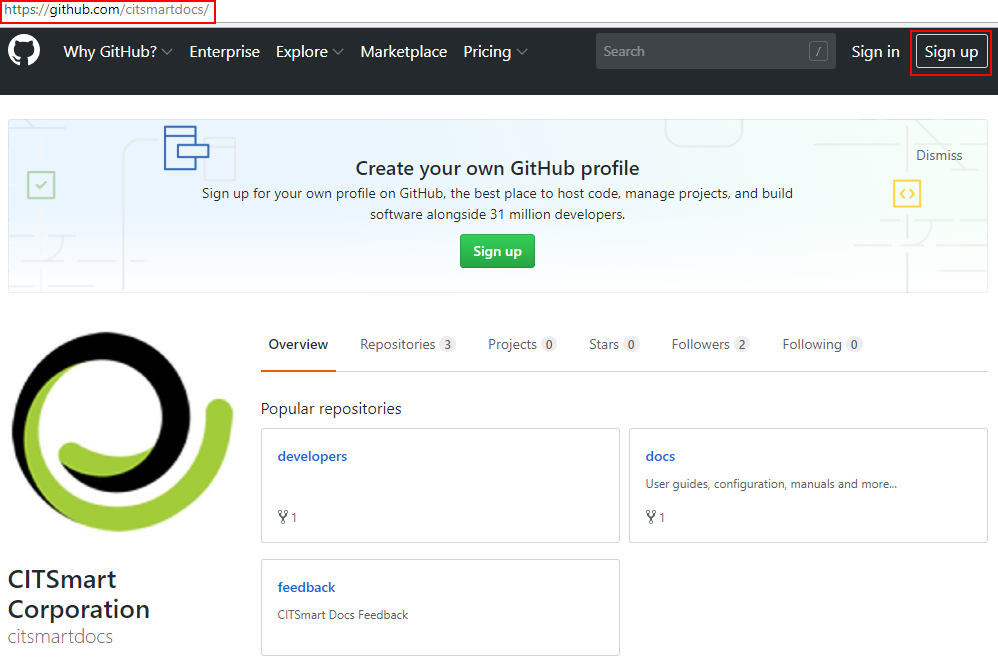 https://github.com/citsmartdocs/
Why GitHub? Enterprise Explore Marketplace Pricing Search / Sign in Sign up
Dismiss
Create your own GitHub profile
Sign up for your own profile on GitHub, the best place to host code, manage projects, and build
software alongside 31 million developers.
Sign up
Overview Repositories 3 Projects 0 Stars 0 Followers 2 Following 0
Popular repositories
developers
1
docs
User guides, configuration, manuals and more...
1
feedback
CITSmart Docs Feedback
CITSmart
Corporation
citsmartdocs